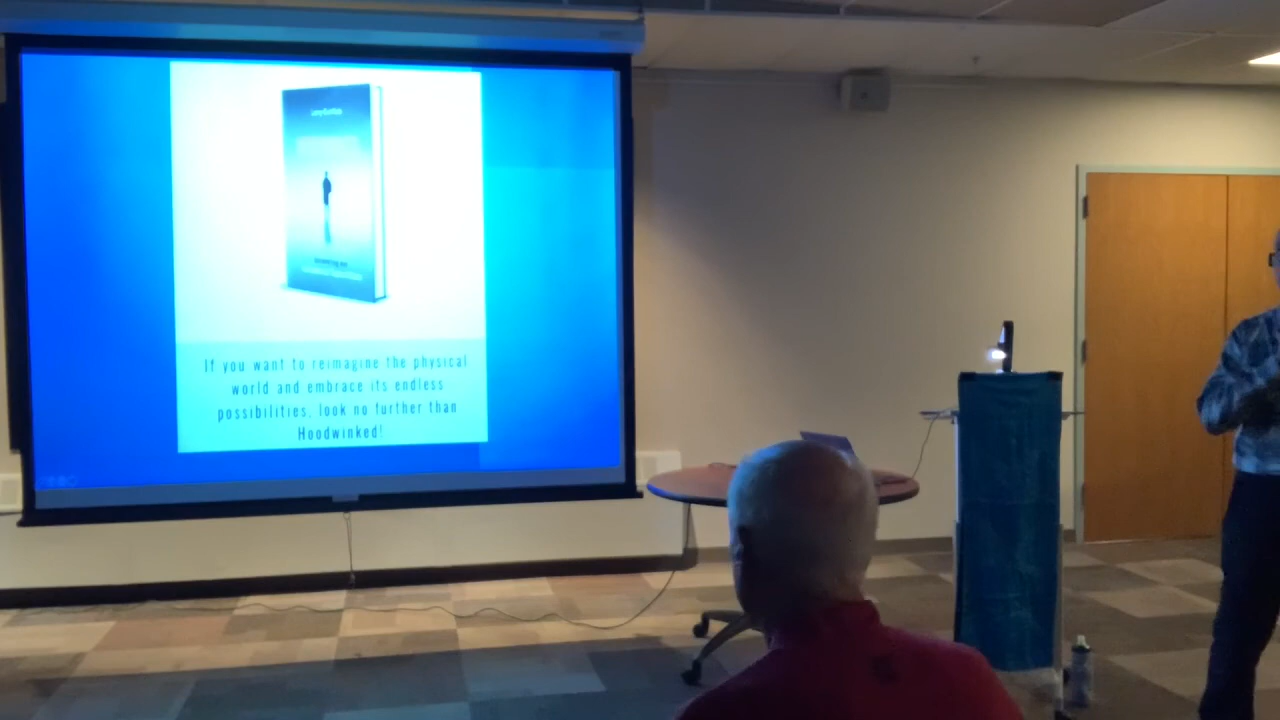 If you want to reimagine the physical
world and embrace its endless
possibilities, look no further than
Hoodwinked!